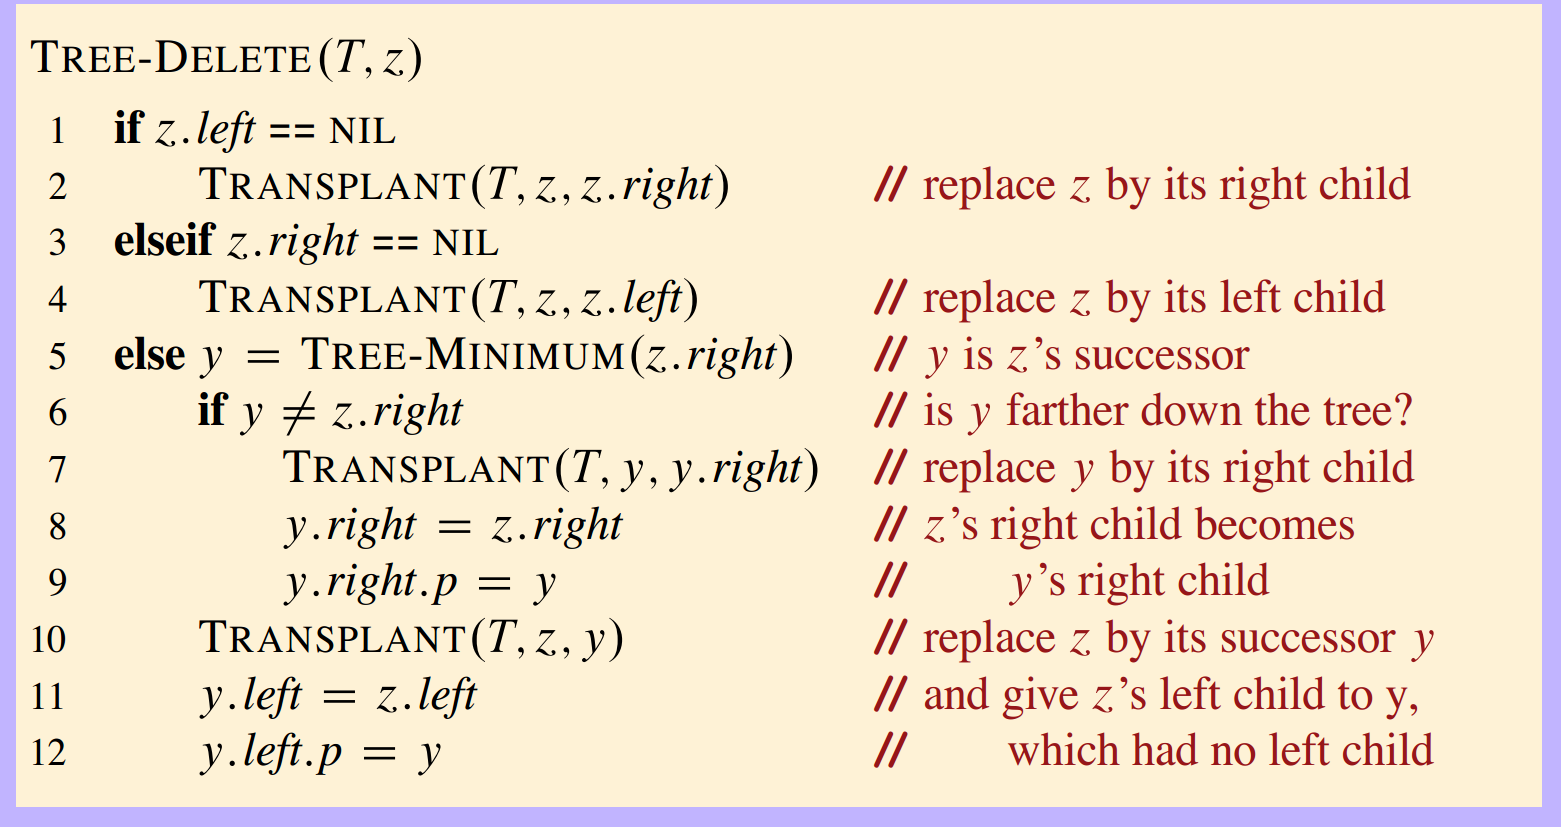 TREE-DELETE(T, z)
1 if z.left == NIL
2 TRANSPLANT(T, z, z.right) // replace z by its right child
3 elseif z.right == NIL
4 TRANSPLANT(T, z, z.left) // replace z by its left child
5 else y = TREE-MINIMUM(z.right) // y is z’s successor
6 if y ≠ z.right // is y farther down the tree?
7 TRANSPLANT(T, y, y.right) // replace y by its right child
8 y.right = z.right // z’s right child becomes
9 y.right.p = y // y’s right child
10 TRANSPLANT(T, z, y) // replace z by its successor y
11 y.left = z.left // and give z’s left child to y,
12 y.left.p = y // which had no left child